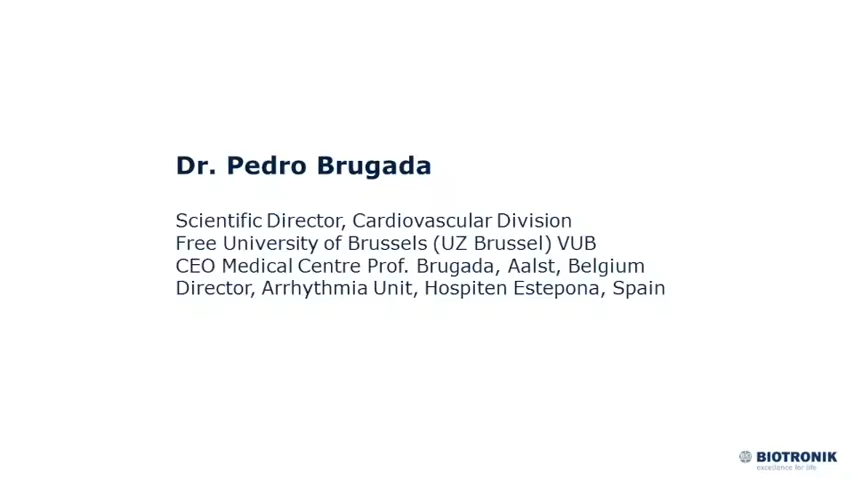 Dr. Pedro Brugada
Scientific Director, Cardiovascular Division
Free University of Brussels (UZ Brussel) VUB
CEO Medical Centre Prof. Brugada, Aalst, Belgium
Director, Arrhythmia Unit, Hospiten Estepona, Spain
BIOTRONIK
excellence for life